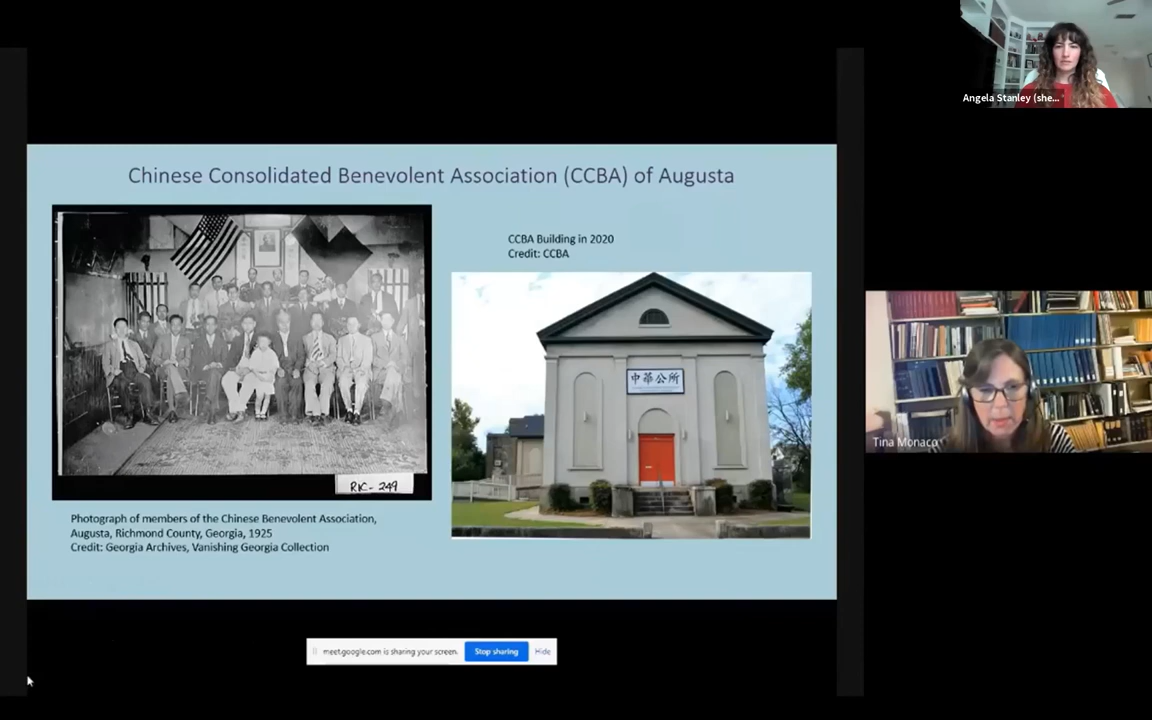 Angela Stanley (she...
Chinese Consolidated Benevolent Association (CCBA) of Augusta
CCBA Building in 2020
Credit: CCBA
中華公所
RIC-249
Photograph of members of the Chinese Benevolent Association,
Augusta, Richmond County, Georgia, 1925
Credit: Georgia Archives, Vanishing Georgia Collection
Tina Monaco
meet.google.com is sharing your screen.
Stop sharing
Hide